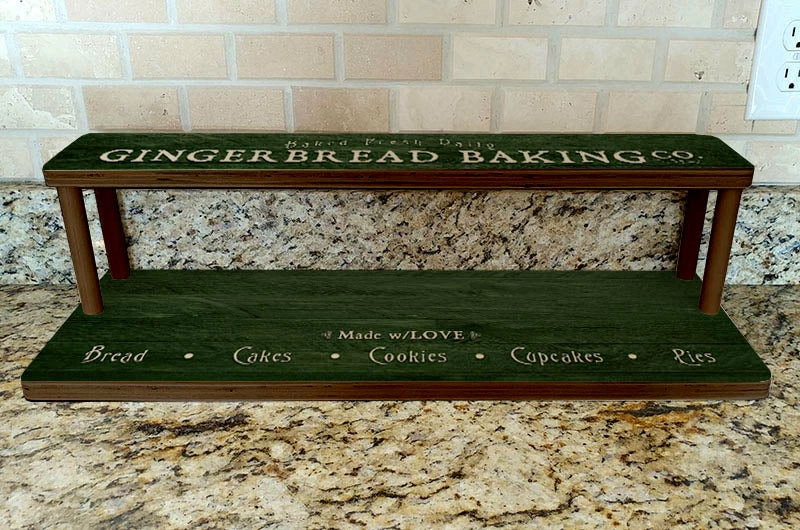 Baked Fresh Daily
GINGERBREAD BAKING CO.
Made w/LOVE
Bread • Cakes • Cookies • Cupcakes • Pies